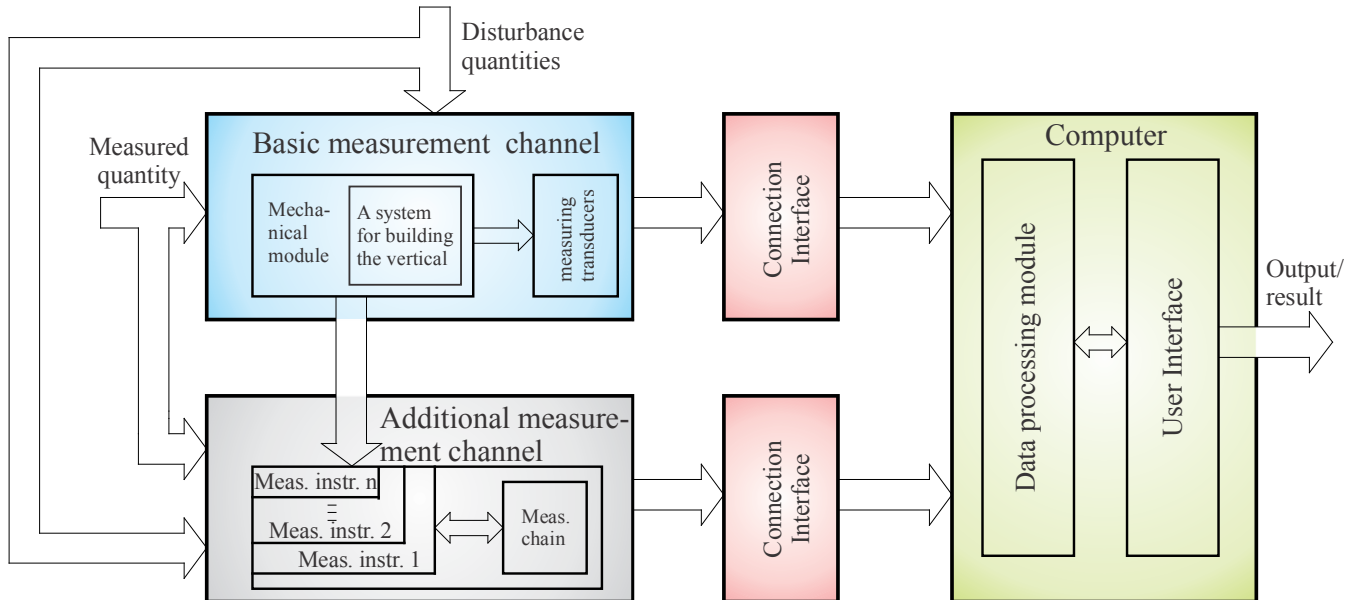 Disturbance
quantities
Measured
quantity
Basic measurement channel
Mecha-
nical
module
A system
for building
the vertical
measuring
transducers
Connection
Interface
Computer
Data processing module
User Interface
Output/
result
Additional measure-
ment channel
Meas. instr. n
Meas. instr. 2
Meas. instr. 1
Meas.
chain
Connection
Interface